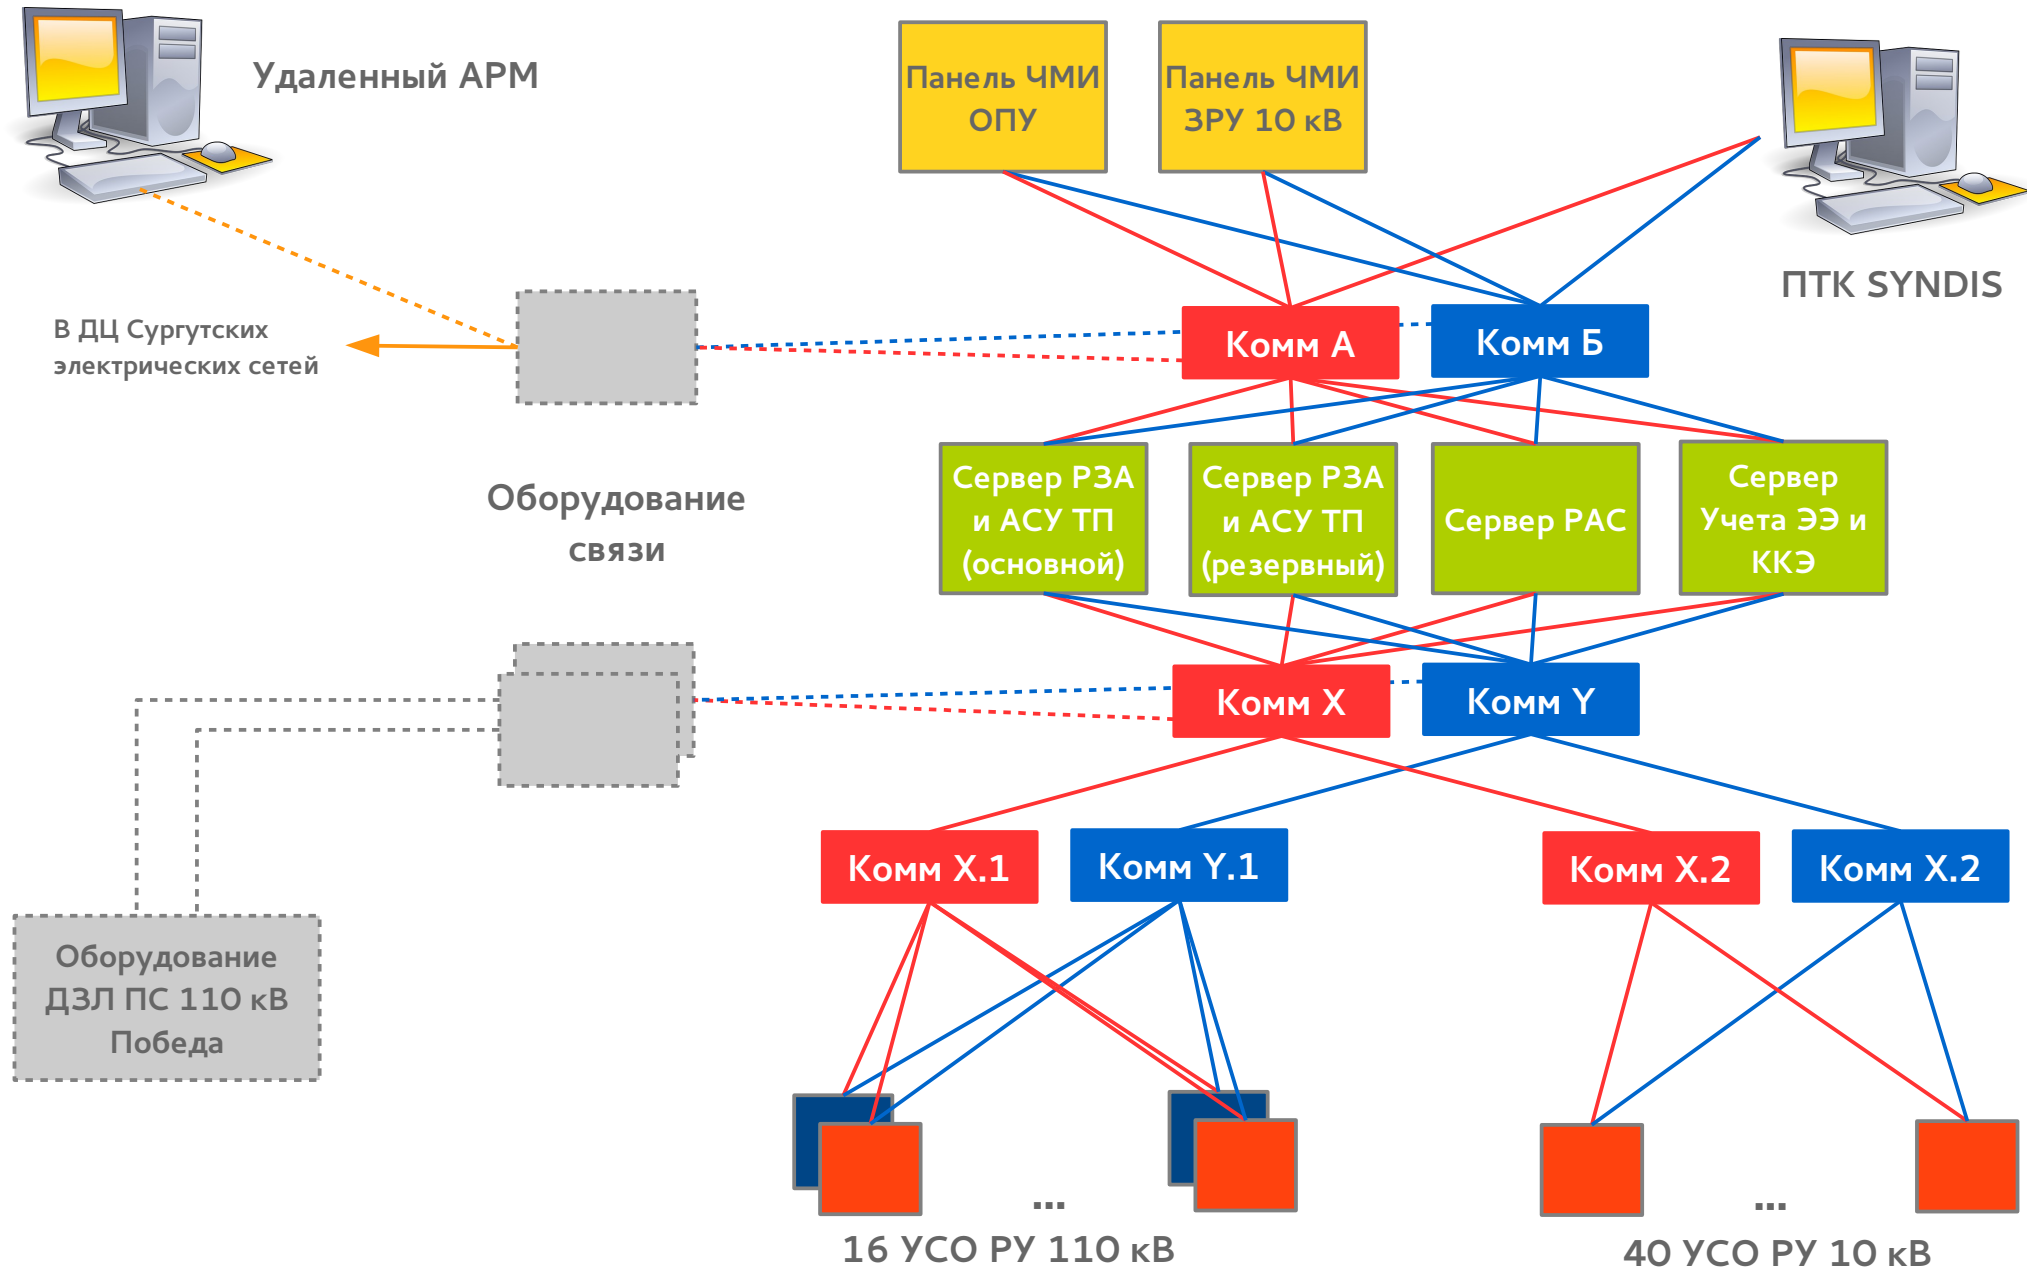 Удаленный АРМ
Панель ЧМИ
ОПУ
Панель ЧМИ
ЗРУ 10 кВ
ПТК SYNDIS
В ДЦ Сургутских
электрических сетей
Комм А
Комм Б
Оборудование
связи
Сервер РЗА
и АСУ ТП
(основной)
Сервер РЗА
и АСУ ТП
(резервный)
Сервер РАС
Сервер
Учета ЭЭ и
ККЭ
Комм X
Комм Y
Комм X.1
Комм Y.1
Комм X.2
Комм X.2
Оборудование
ДЗЛ ПС 110 кВ
Победа
...
16 УСО РУ 110 кВ
...
40 УСО РУ 10 кВ